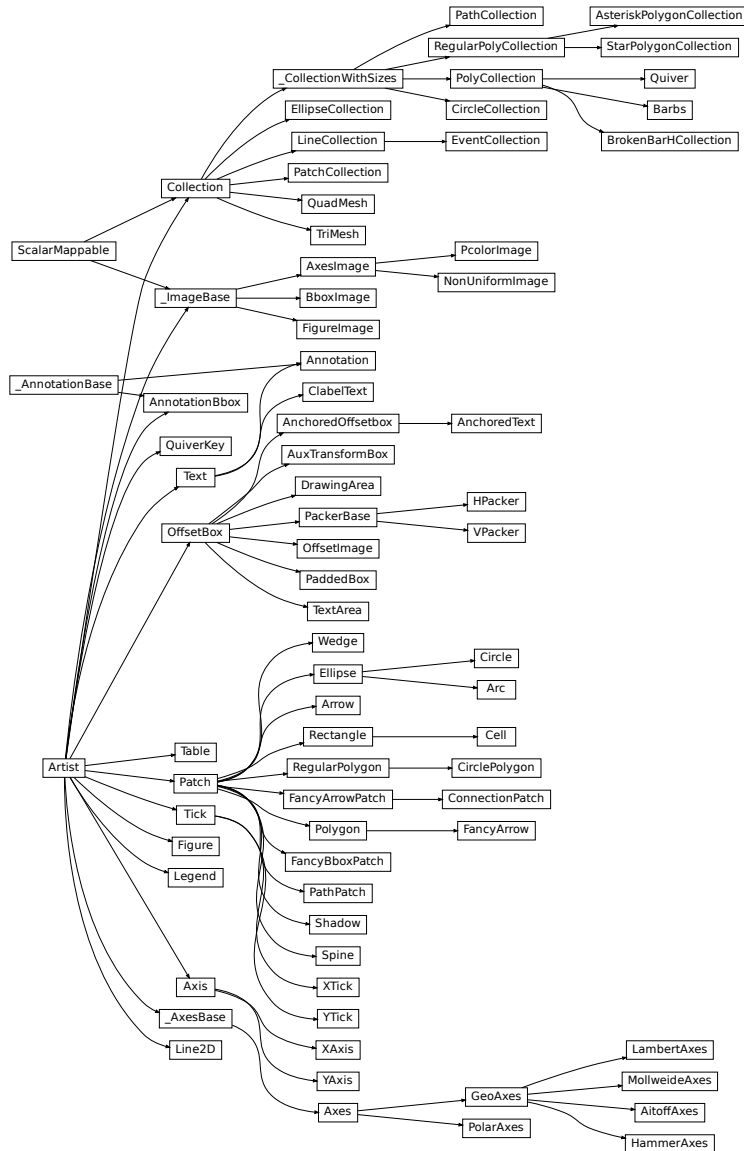 PathCollection
AsteriskPolygonCollection
RegularPolyCollection
StarPolygonCollection
_CollectionWithSizes
PolyCollection
Quiver
EllipseCollection
CircleCollection
Barbs
LineCollection
EventCollection
BrokenBarHCollection
PatchCollection
Collection
QuadMesh
TriMesh
ScalarMappable
PcolorImage
AxesImage
NonUniformImage
_ImageBase
BboxImage
FigureImage
Annotation
_AnnotationBase
ClabelText
AnnotationBbox
AnchoredOffsetbox
AnchoredText
QuiverKey
AuxTransformBox
Text
DrawingArea
HPacker
PackerBase
OffsetBox
VPacker
OffsetImage
PaddedBox
TextArea
Wedge
Circle
Ellipse
Arc
Arrow
Rectangle
Cell
Table
Artist
RegularPolygon
CirclePolygon
Patch
FancyArrowPatch
ConnectionPatch
Tick
Polygon
FancyArrow
Figure
FancyBboxPatch
Legend
PathPatch
Shadow
Spine
Axis
XTick
_AxesBase
YTick
Line2D
XAxis
LambertAxes
YAxis
MollweideAxes
GeoAxes
Axes
AitoffAxes
PolarAxes
HammerAxes